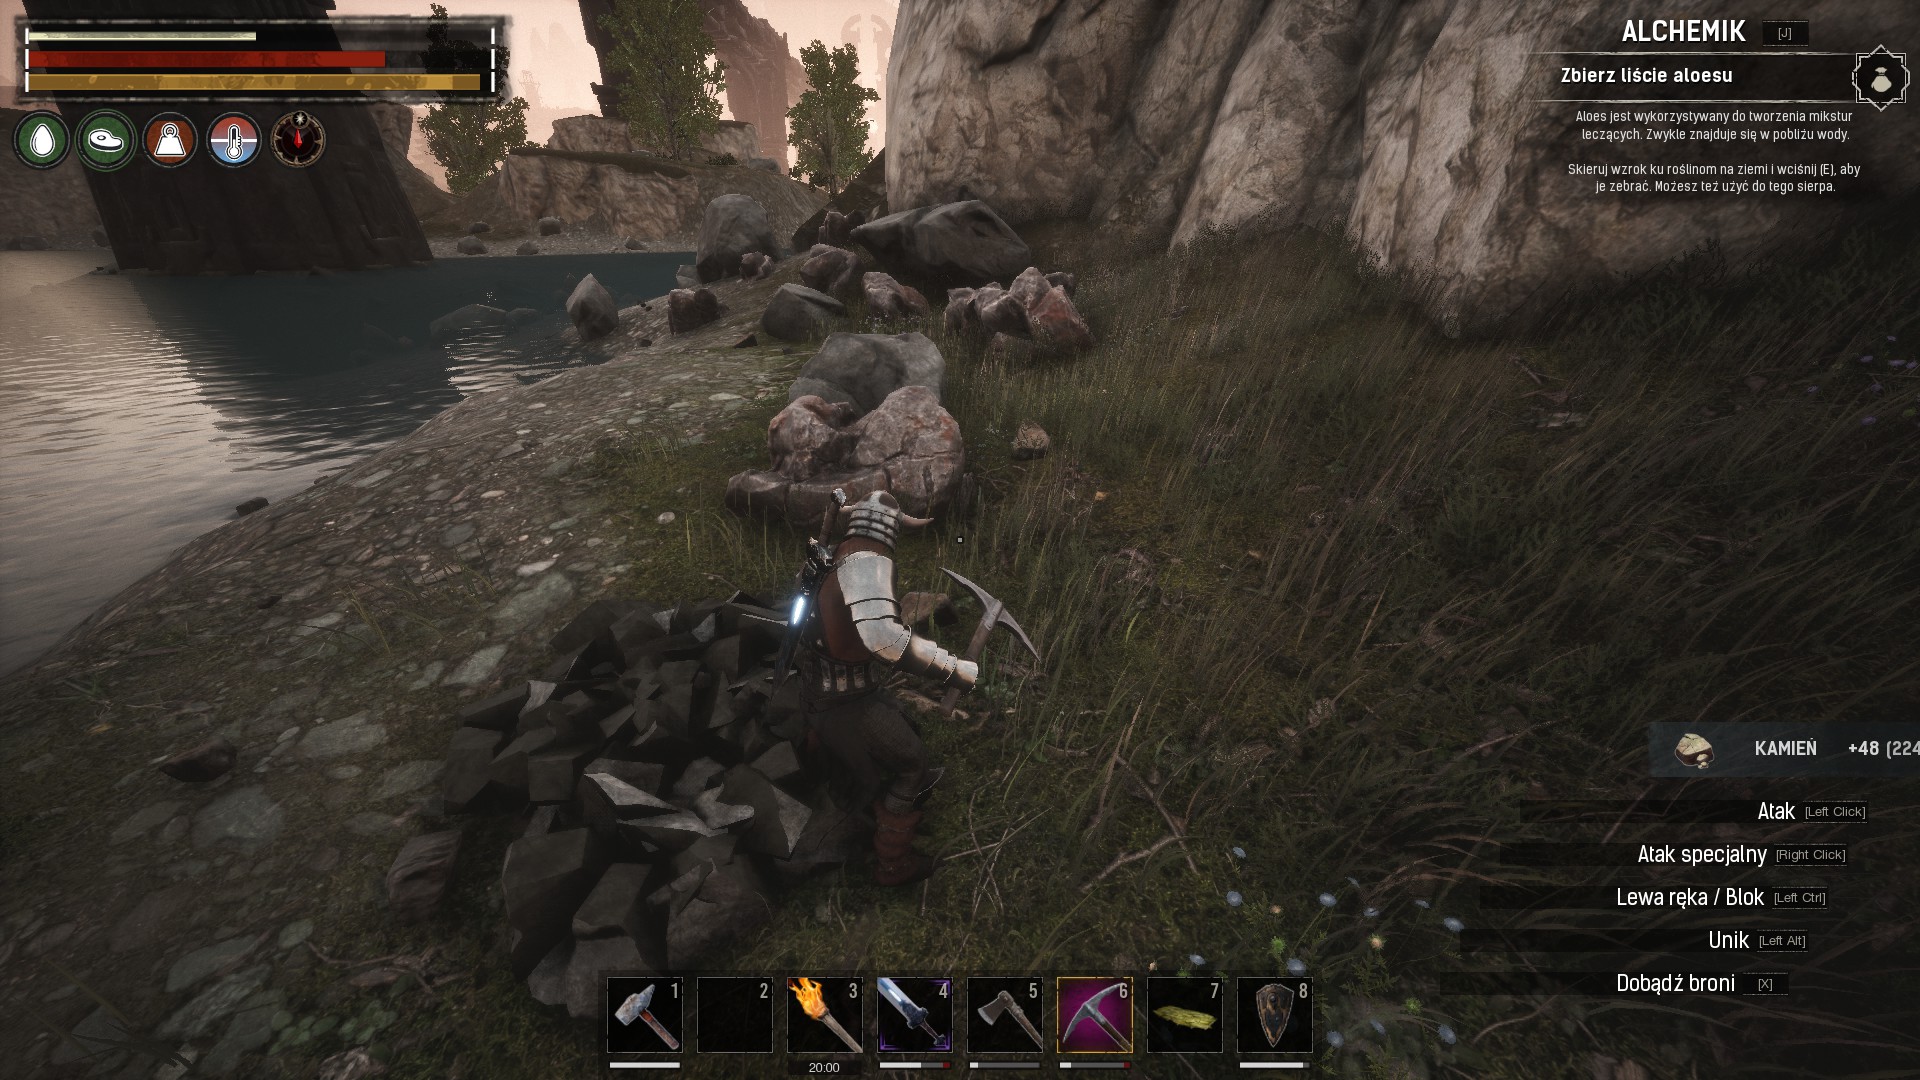 ALCHEMIK [J]
Zbierz liście aloesu
Aloes jest wykorzystywany do tworzenia mikstur
leczących. Zwykle znajduje się w pobliżu wody.
Skieruj wzrok ku roślinom na ziemi i wciśnij (E), aby
je zebrać. Możesz też użyć do tego sierpa.
KAMIEŃ +48 (224
Atak [Left Click]
Atak specjalny [Right Click]
Lewa ręka / Blok [Left Ctrl]
Unik [Left Alt]
Dobądź broni [X]
1 2 3 4 5 6 7 8
20:00